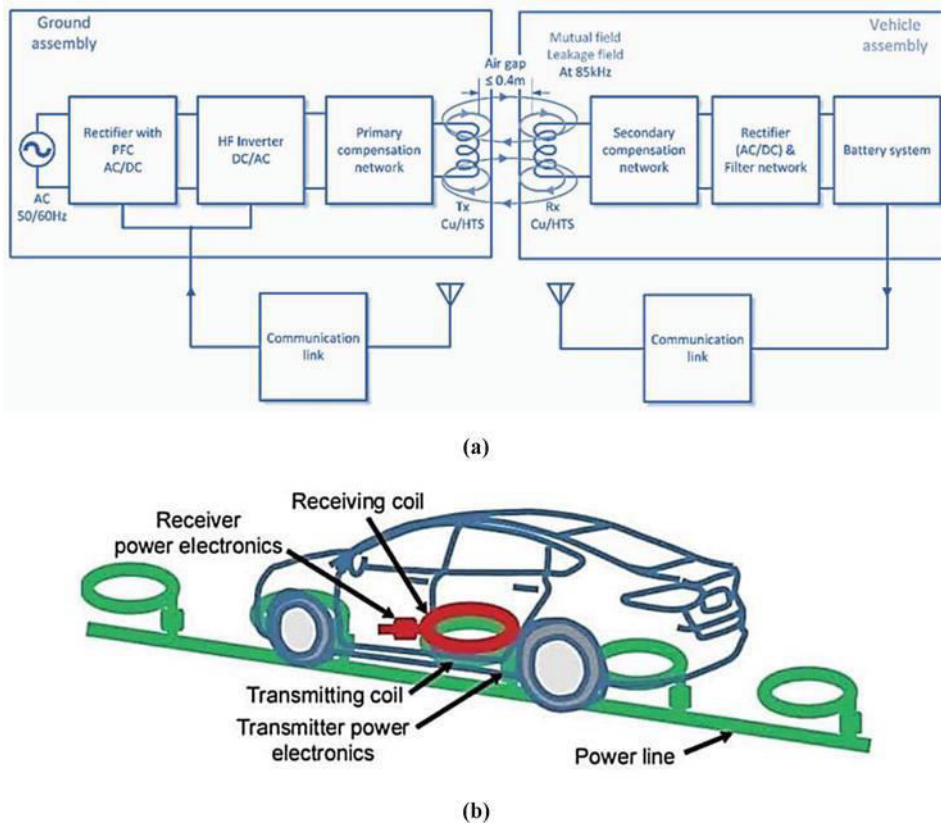 Ground
assembly
Vehicle
assembly
Mutual field
Leakage field
At 85kHz
Air gap
≤ 0.4m
Rectifier with
PFC
AC/DC
HF Inverter
DC/AC
Primary
compensation
network
Secondary
compensation
network
Rectifier
(AC/DC) &
Filter network
Battery system
AC
50/60Hz
Tx
Cu/HTS
Rx
Cu/HTS
Communication
link
Communication
link
(a)
Receiving coil
Receiver
power electronics
Transmitting coil
Transmitter power
electronics
Power line
(b)